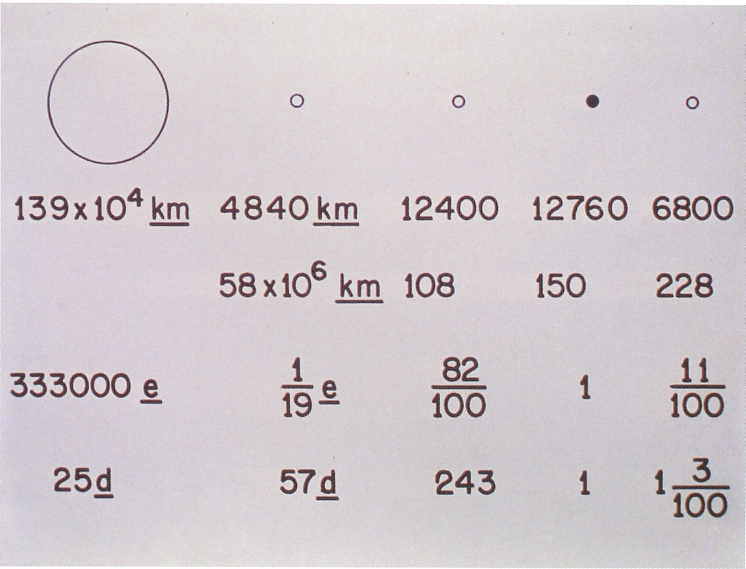 139x10⁴ km 4840 km 12400 12760 6800
58x10⁶ km 108 150 228
333000 e 1/19 e 82/100 1 11/100
25d 57d 243 1 1 3/100